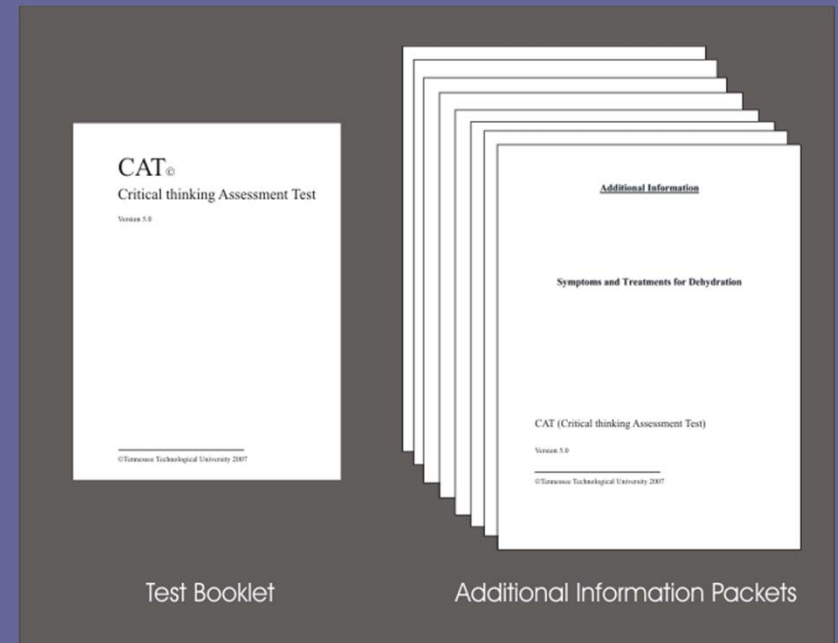 CAT©
Critical thinking Assessment Test
Version 5.0
©Tennessee Technological University 2007
Test Booklet
Additional Information
Symptoms and Treatments for Dehydration
CAT (Critical thinking Assessment Test)
Version 5.0
©Tennessee Technological University 2007
Additional Information Packets